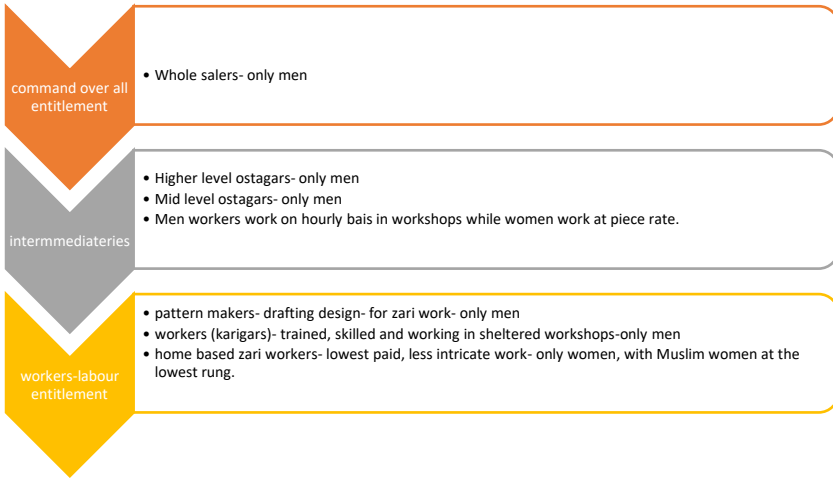 command over all
entitlement
• Whole salers- only men
intermmediateries
• Higher level ostagars- only men
• Mid level ostagars- only men
• Men workers work on hourly bais in workshops while women work at piece rate.
workers-labour
entitlement
• pattern makers- drafting design- for zari work- only men
• workers (karigars)- trained, skilled and working in sheltered workshops-only men
• home based zari workers- lowest paid, less intricate work- only women, with Muslim women at the
lowest rung.